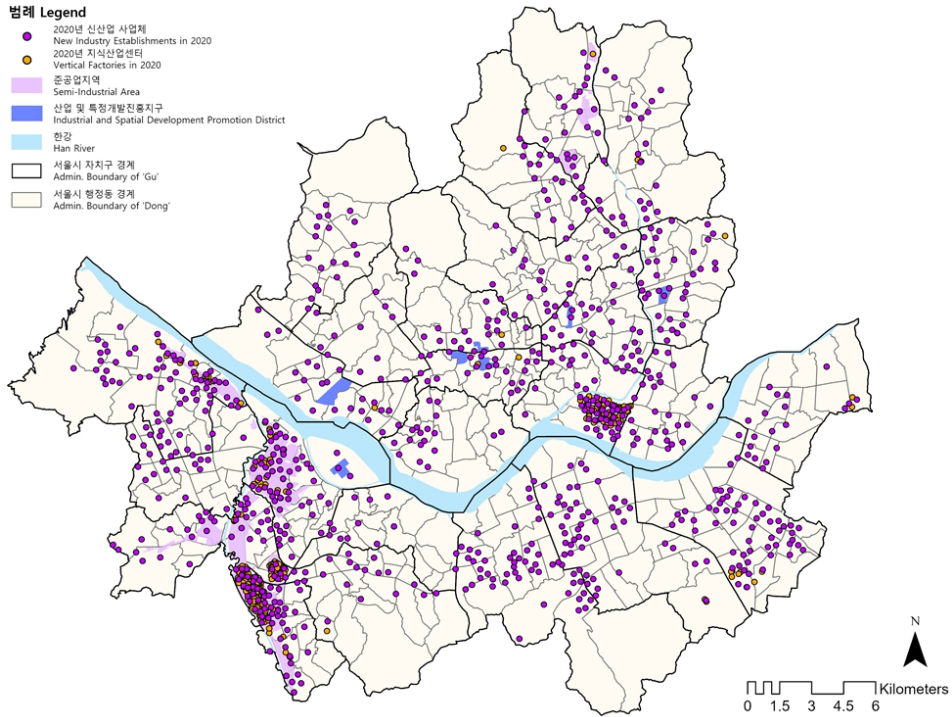 범례 Legend
2020년 신산업 사업체
New Industry Establishments in 2020
2020년 지식산업센터
Vertical Factories in 2020
준공업지역
Semi-Industrial Area
산업 및 특정개발진흥지구
Industrial and Spatial Development Promotion District
한강
Han River
서울시 자치구 경계
Admin. Boundary of 'Gu'
서울시 행정동 경계
Admin. Boundary of 'Dong'
N
Kilometers
0 1.5 3 4.5 6